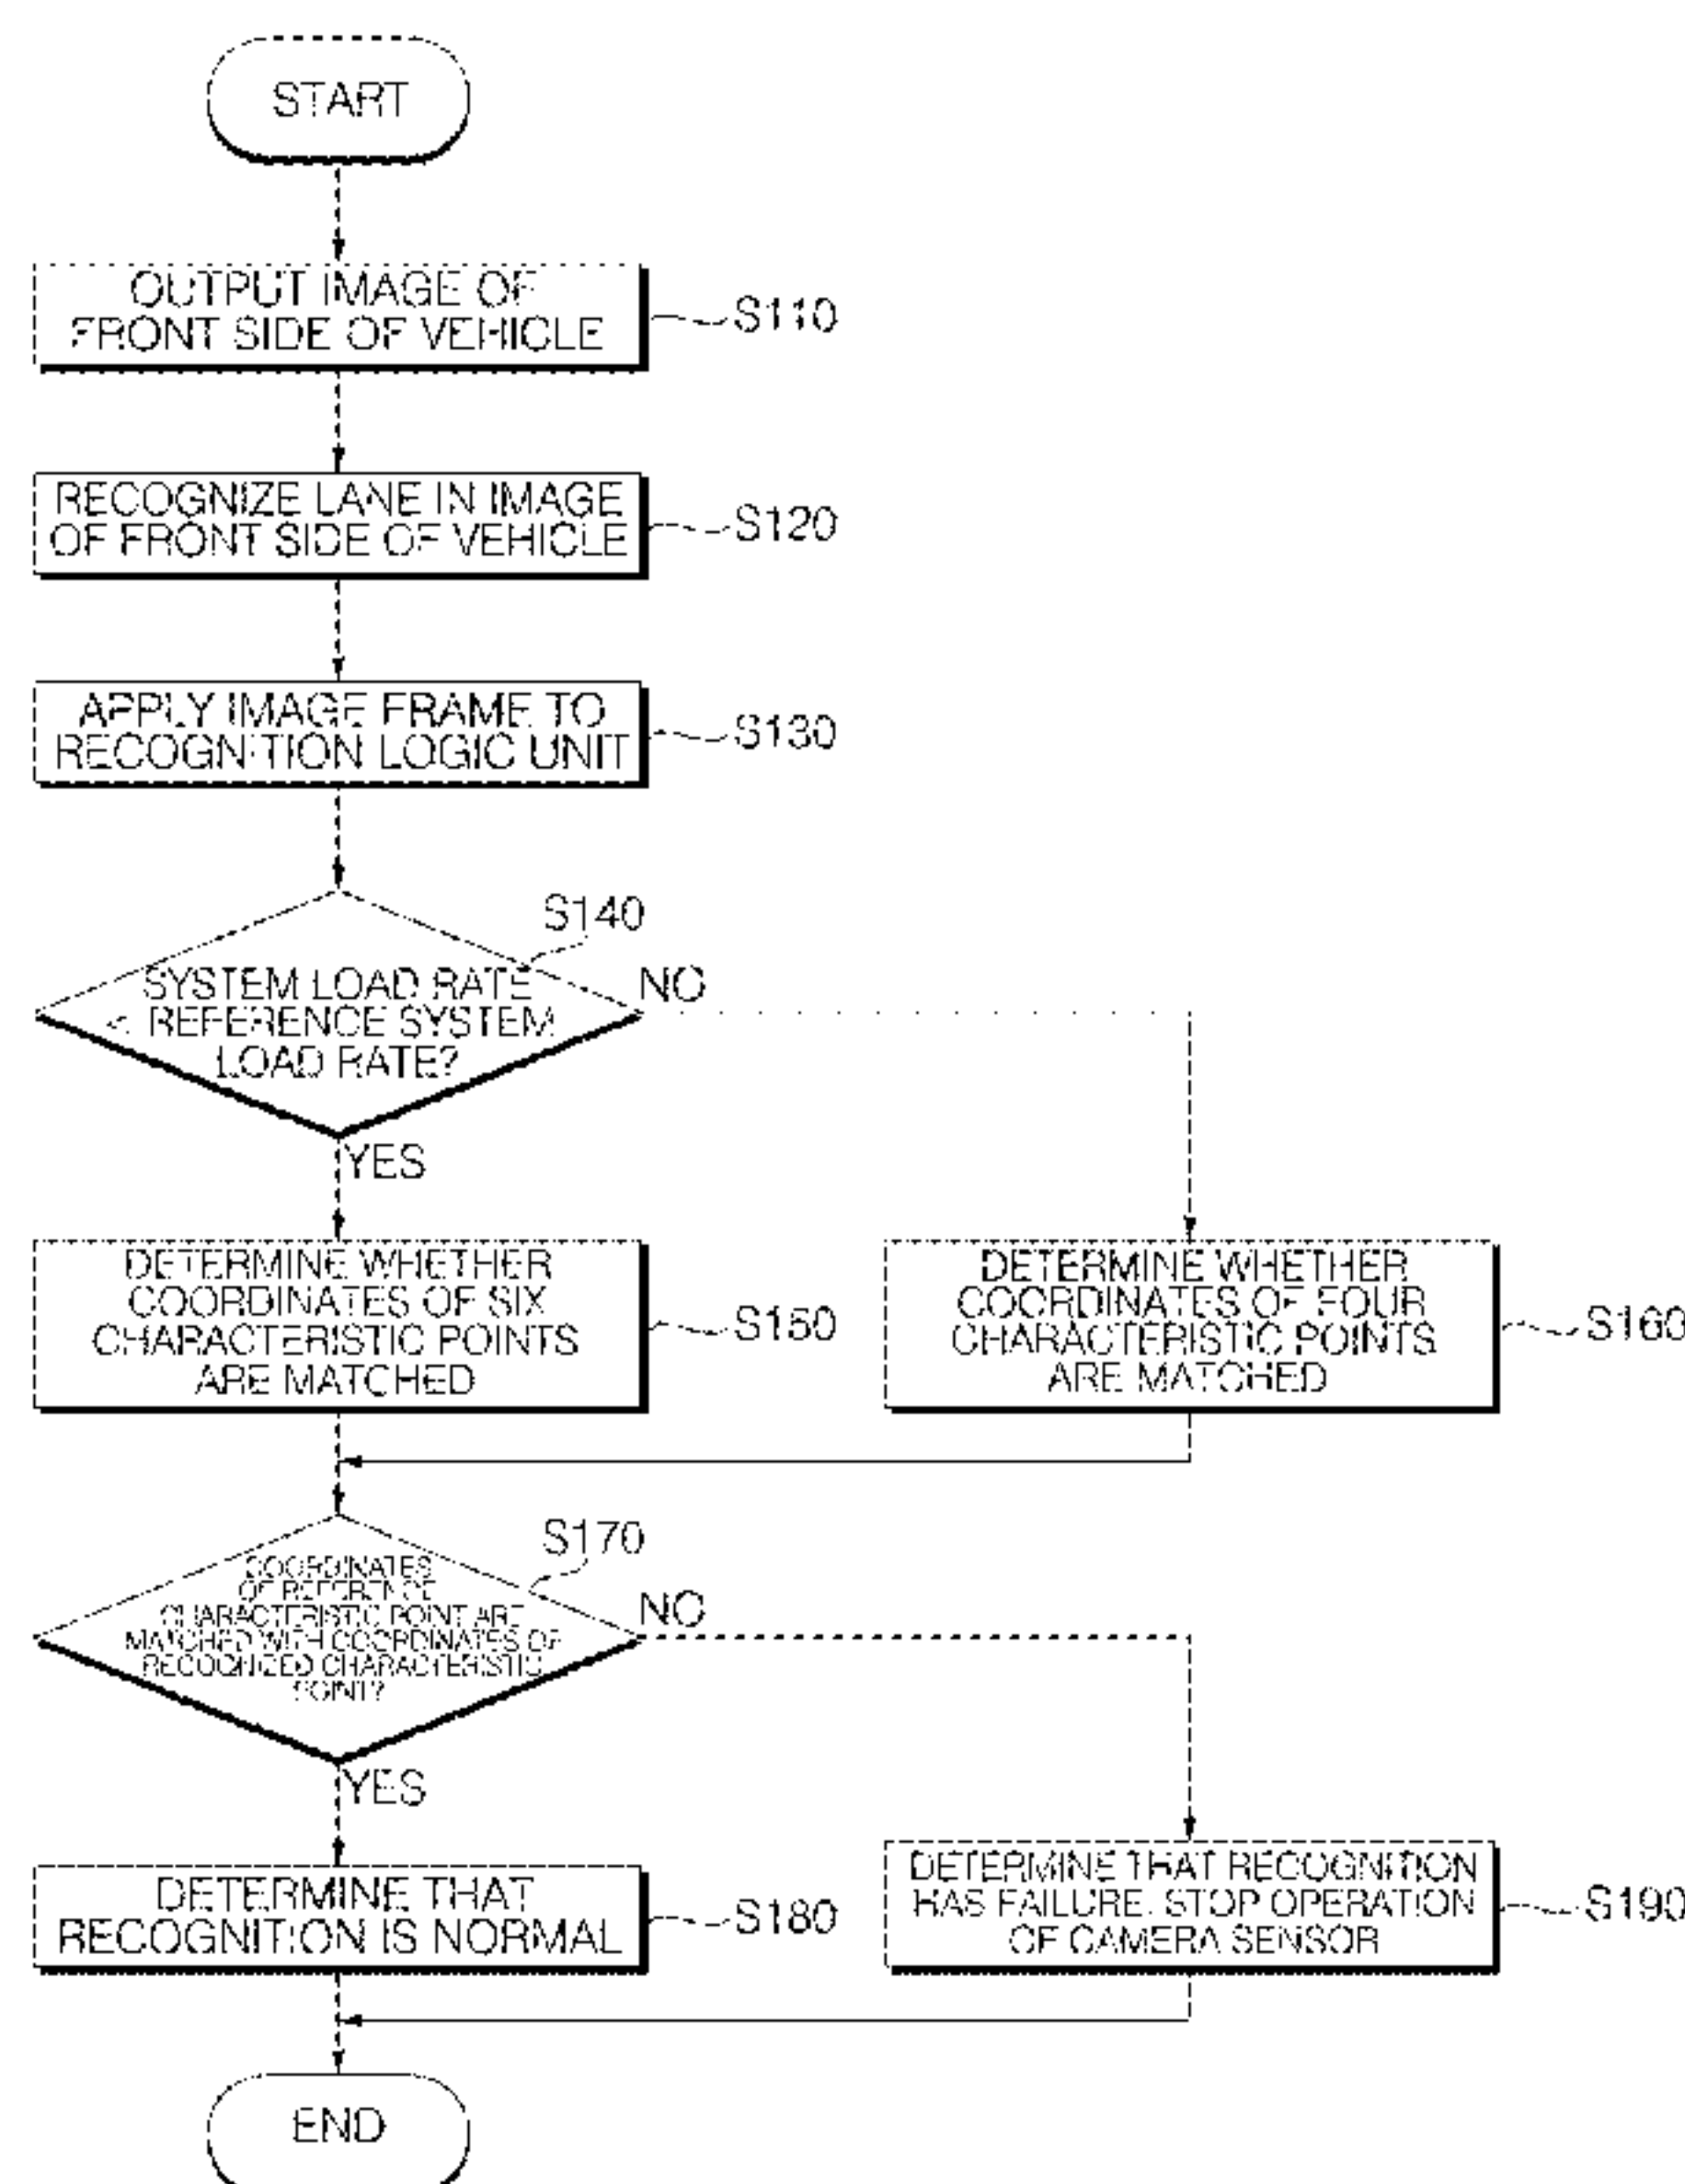 START
OUTPUT IMAGE OF
FRONT SIDE OF VEHICLE
S110
RECOGNIZE LANE IN IMAGE
OF FRONT SIDE OF VEHICLE
S120
APPLY IMAGE FRAME TO
RECOGNITION LOGIC UNIT
S130
S140
SYSTEM LOAD RATE
< REFERENCE SYSTEM
LOAD RATE?
NO
YES
DETERMINE WHETHER
COORDINATES OF SIX
CHARACTERISTIC POINTS
ARE MATCHED
S150
DETERMINE WHETHER
COORDINATES OF FOUR
CHARACTERISTIC POINTS
ARE MATCHED
S160
S170
COORDINATES
OF REFERENCE
CHARACTERISTIC POINT ARE
MATCHED WITH COORDINATES OF
RECOGNIZED CHARACTERISTIC
POINT?
NO
YES
DETERMINE THAT
RECOGNITION IS NORMAL
S180
DETERMINE THAT RECOGNITION
HAS FAILURE. STOP OPERATION
OF CAMERA SENSOR
S190
END